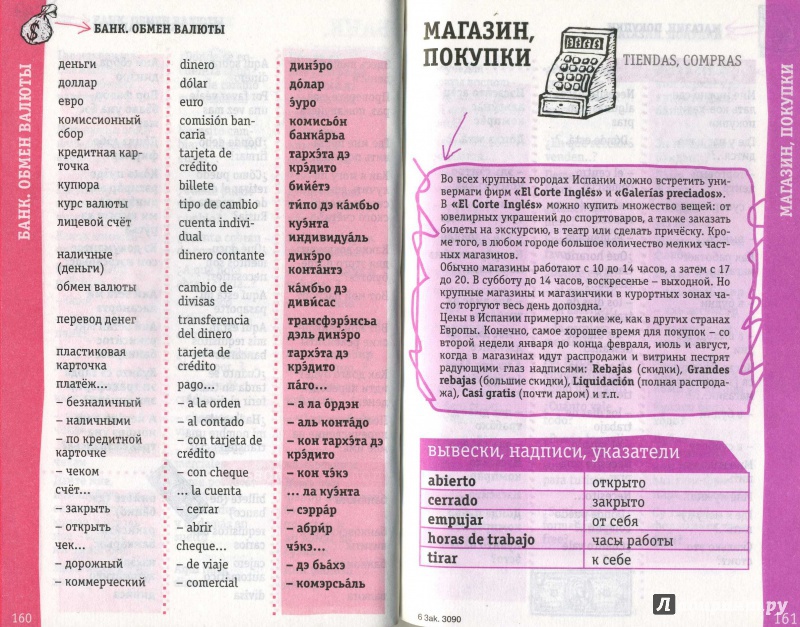 БАНК. ОБМЕН ВАЛЮТЫ
БАНК. ОБМЕН ВАЛЮТЫ
деньги dinero динэ́ро
доллар dólar до́лар
евро euro э́уро
комиссионный comisión ban- комисьо́н
сбор caria банка́рья
кредитная кар- tarjeta de тархэ́та дэ
точка crédito крэ́дито
купюра billete бийе́тэ
курс валюты tipo de cambio ти́по дэ ка́мбьо
лицевой счёт cuenta indivi- куэ́нта
dual индивидуа́ль
наличные dinero contante динэ́ро
(деньги) конта́нтэ
обмен валюты cambio de ка́мбьо дэ
divisas диви́сас
перевод денег transferencia трансфэрэ́нсьа
del dinero дэль динэ́ро
пластиковая tarjeta de тархэ́та дэ
карточка crédito крэ́дито
платёж... pago... па́го...
– безналичный – a la orden – а ла о́рдэн
– наличными – al contado – аль конта́до
– по кредитной – con tarjeta de – кон тархэ́та дэ
карточке crédito крэ́дито
– чеком – con cheque – кон чэ́кэ
счёт... ... la cuenta ... ла куэ́нта
– закрыть – cerrar – сэрра́р
– открыть – abrir – абри́р
чек... cheque... чэ́кэ...
– дорожный – de viaje – дэ бьа́хэ
– коммерческий – comercial – комэрсьа́ль
160
МАГАЗИН,
ПОКУПКИ
TIENDAS, COMPRAS
МАГАЗИН, ПОКУПКИ
Во всех крупных городах Испании можно встретить уни-
вермаги фирм «El Corte Inglés» и «Galerías preciados».
В «El Corte Inglés» можно купить множество вещей: от
ювелирных украшений до спорттоваров, а также заказать
билеты на экскурсию, в театр или сделать причёску. Кро-
ме того, в любом городе большое количество мелких част-
ных магазинов.
Обычно магазины работают с 10 до 14 часов, а затем с 17
до 20. В субботу до 14 часов, воскресенье – выходной. Но
крупные магазины и магазинчики в курортных зонах ча-
сто торгуют весь день допоздна.
Цены в Испании примерно такие же, как в других странах
Европы. Конечно, самое хорошее время для покупок – со
второй недели января до конца февраля, июль и август,
когда в магазинах идут распродажи и витрины пестрят
радующими глаз надписями: Rebajas (скидки), Grandes
rebajas (большие скидки), Liquidación (полная распрода-
жа), Casi gratis (почти даром) и т.п.
вывески, надписи, указатели
abierto открыто
cerrado закрыто
empujar от себя
horas de trabajo часы работы
tirar к себе
6 Зак. 3090
161
Лабиринт.ру